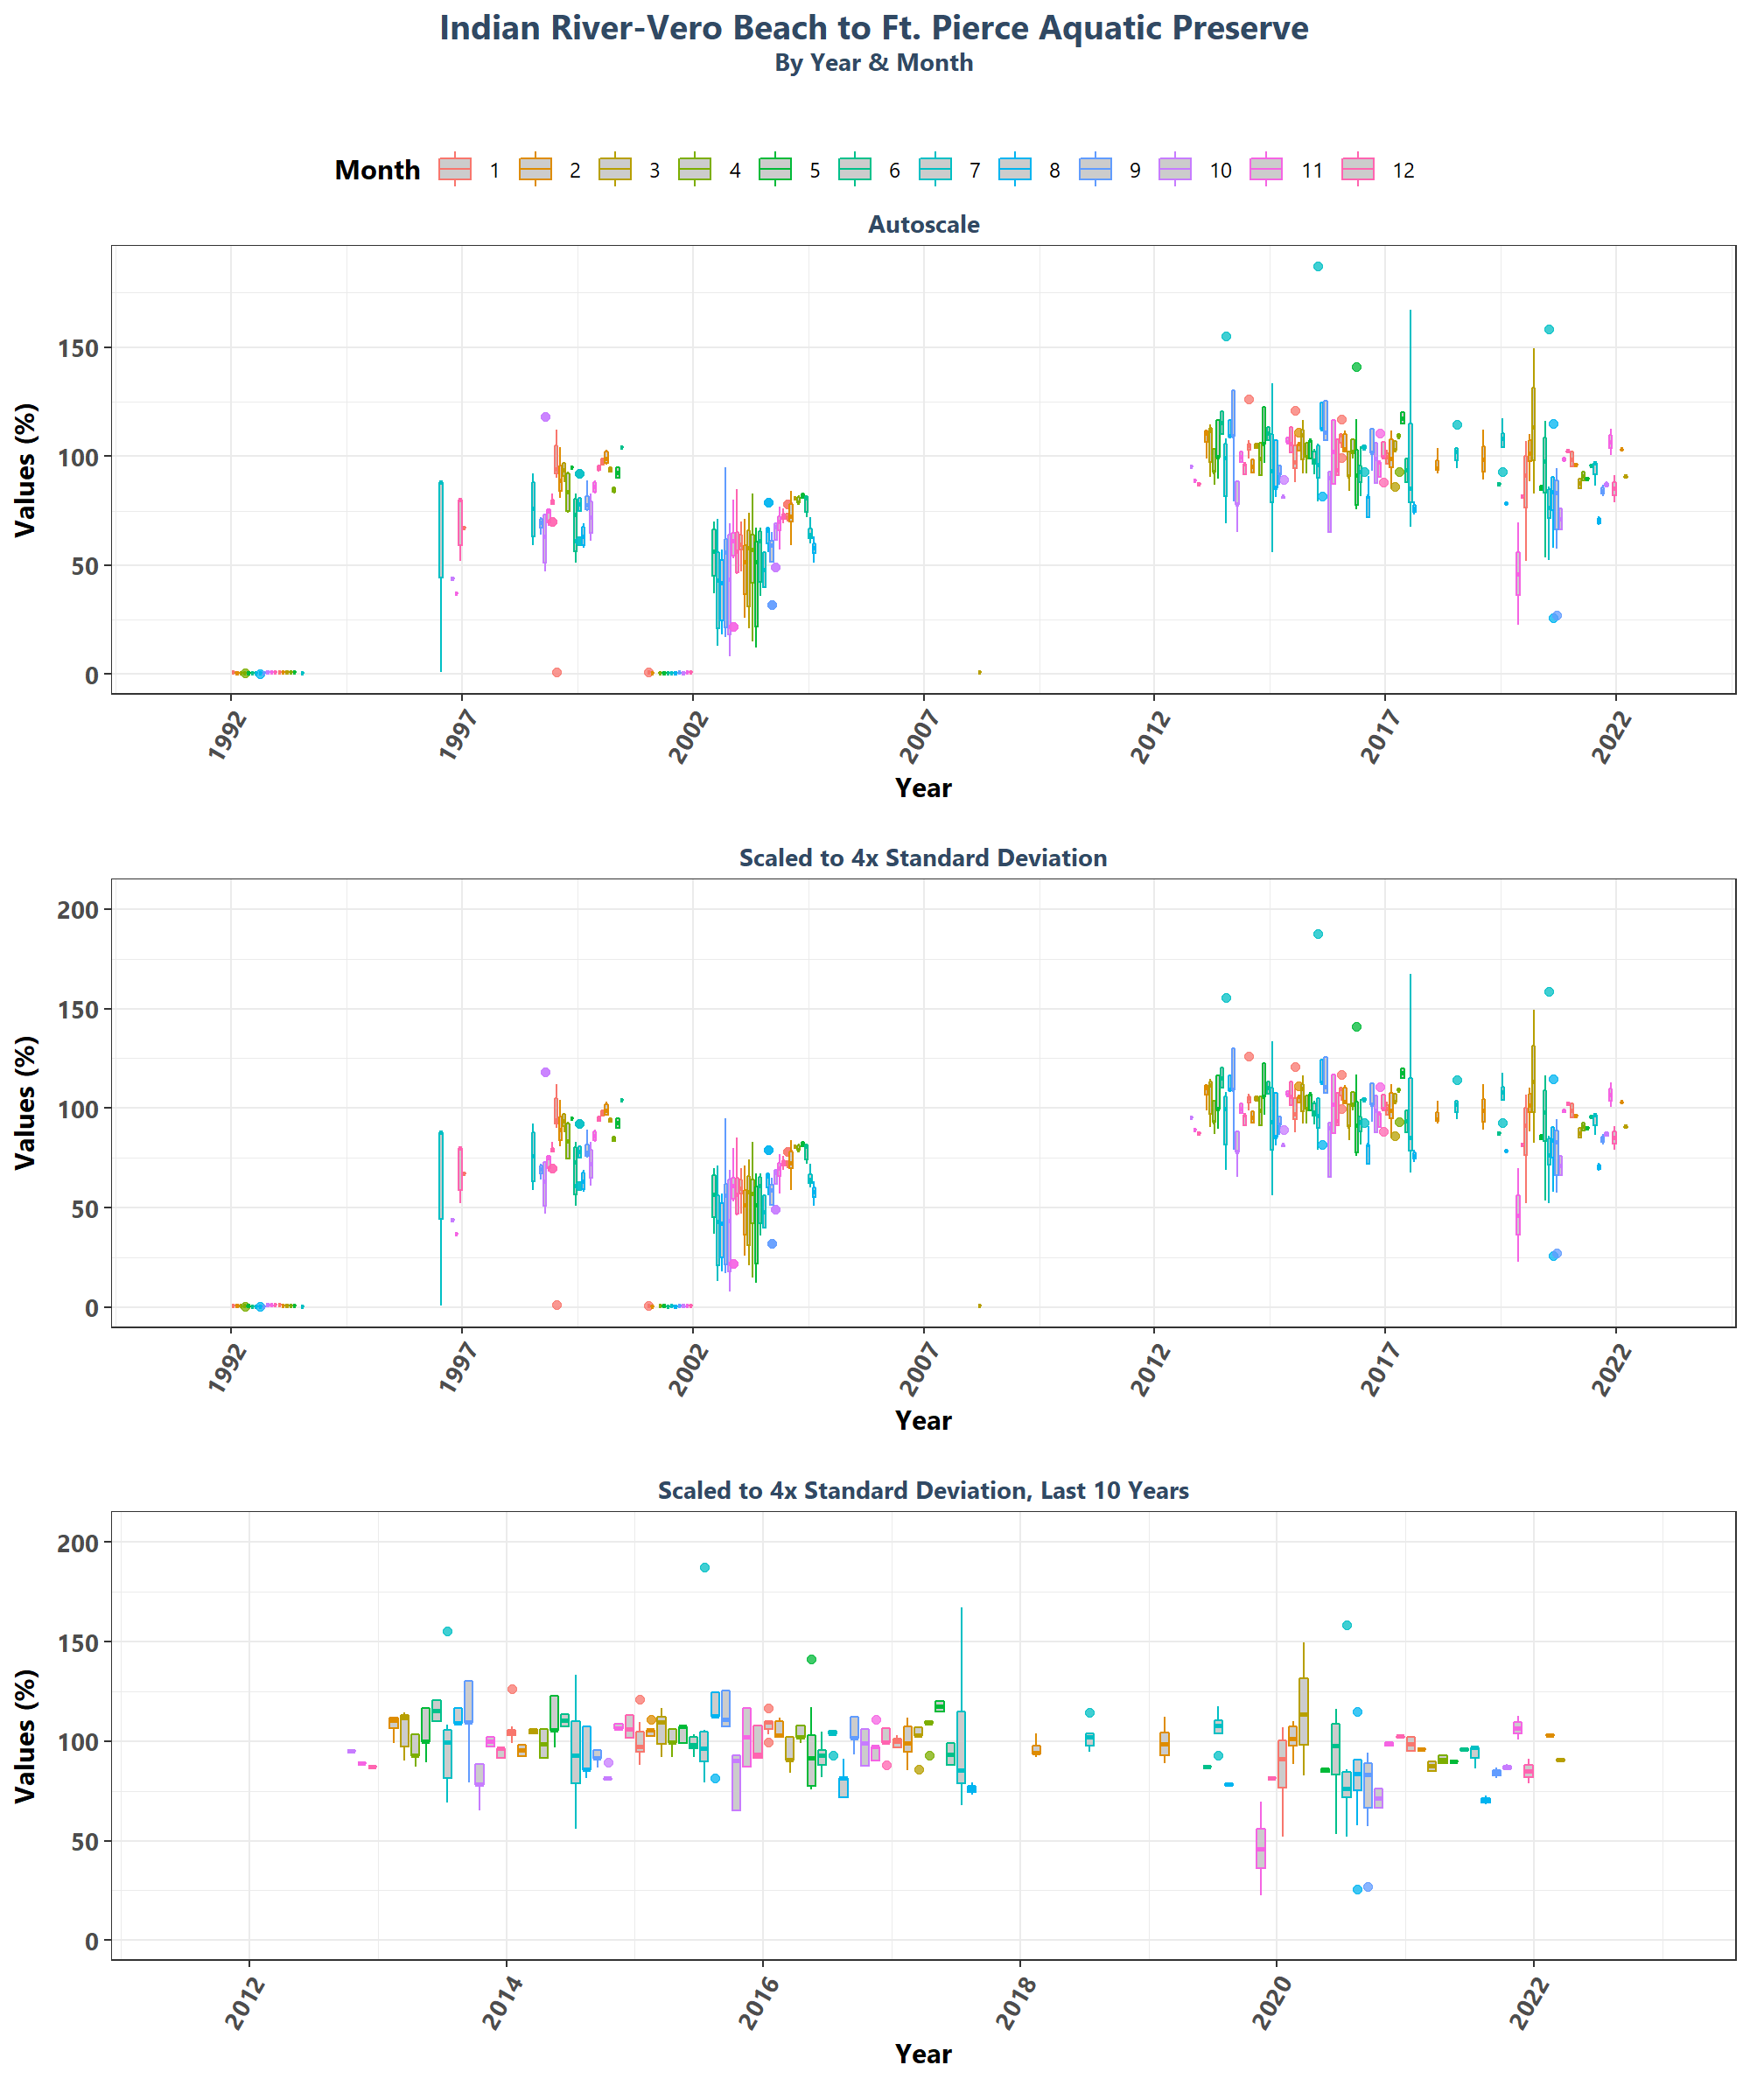 Indian River-Vero Beach to Ft. Pierce Aquatic Preserve
By Year & Month
Month 1 2 3 4 5 6 7 8 9 10 11 12
Autoscale
Values (%)
150
100
50
0
1992 1997 2002 2007 2012 2017 2022
Year
Scaled to 4x Standard Deviation
Values (%)
200
150
100
50
0
1992 1997 2002 2007 2012 2017 2022
Year
Scaled to 4x Standard Deviation, Last 10 Years
Values (%)
200
150
100
50
0
2012 2014 2016 2018 2020 2022
Year